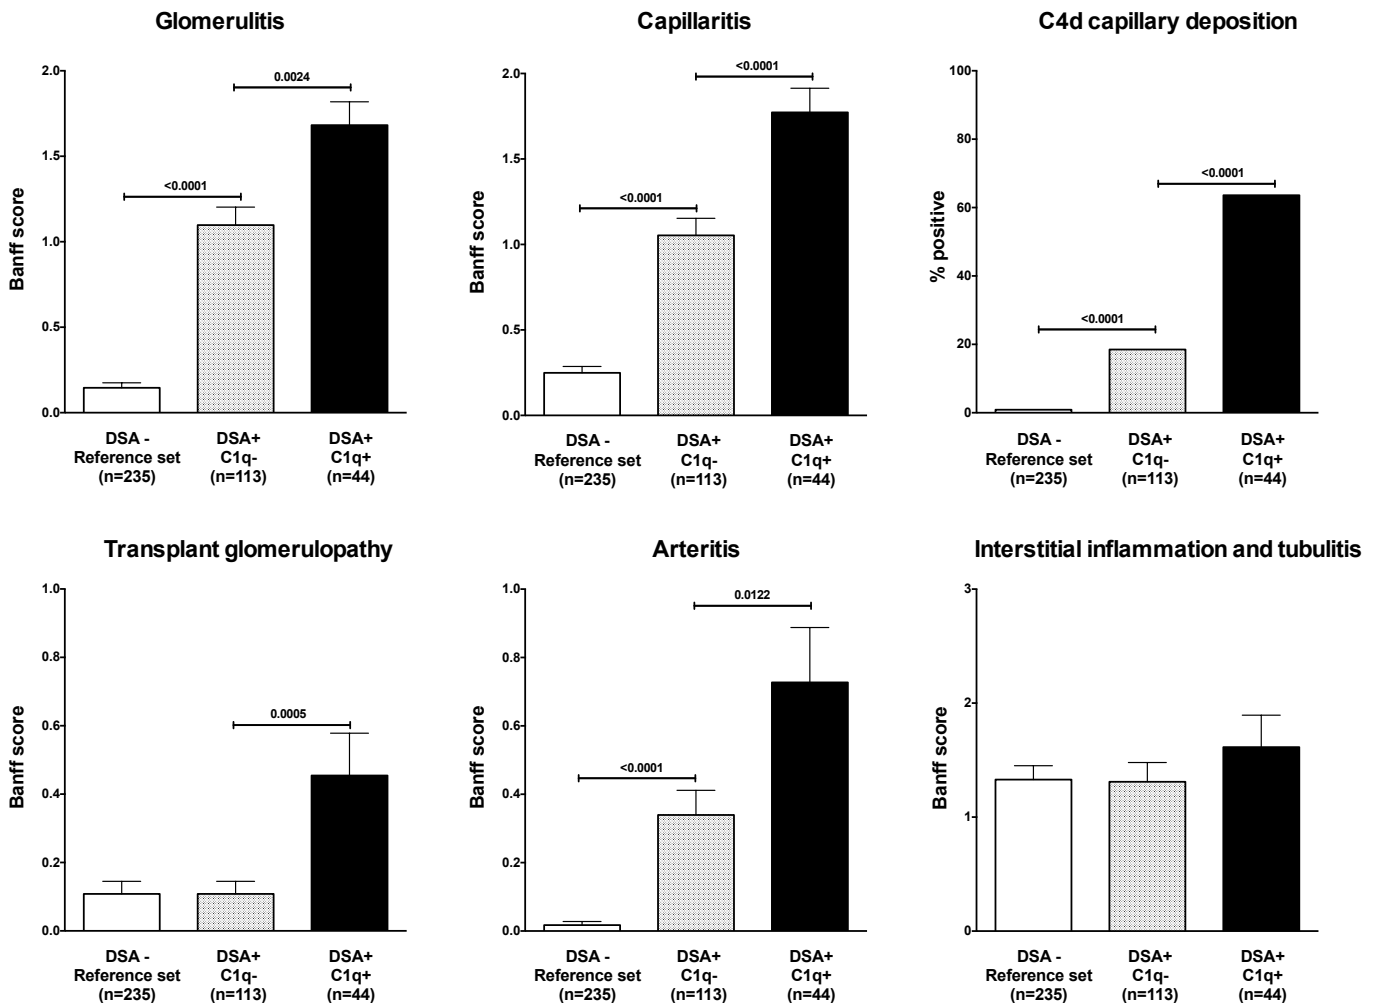 Glomerulitis
Banff score
2.0
1.5
1.0
0.5
0.0
0.0024
<0.0001
DSA -
Reference set
(n=235)
DSA+
C1q-
(n=113)
DSA+
C1q+
(n=44)
Capillaritis
Banff score
2.0
1.5
1.0
0.5
0.0
<0.0001
<0.0001
DSA -
Reference set
(n=235)
DSA+
C1q-
(n=113)
DSA+
C1q+
(n=44)
C4d capillary deposition
% positive
100
80
60
40
20
0
<0.0001
<0.0001
DSA -
Reference set
(n=235)
DSA+
C1q-
(n=113)
DSA+
C1q+
(n=44)
Transplant glomerulopathy
Banff score
1.0
0.8
0.6
0.4
0.2
0.0
0.0005
DSA -
Reference set
(n=235)
DSA+
C1q-
(n=113)
DSA+
C1q+
(n=44)
Arteritis
Banff score
1.0
0.8
0.6
0.4
0.2
0.0
0.0122
<0.0001
DSA -
Reference set
(n=235)
DSA+
C1q-
(n=113)
DSA+
C1q+
(n=44)
Interstitial inflammation and tubulitis
Banff score
3
2
1
0
DSA -
Reference set
(n=235)
DSA+
C1q-
(n=113)
DSA+
C1q+
(n=44)